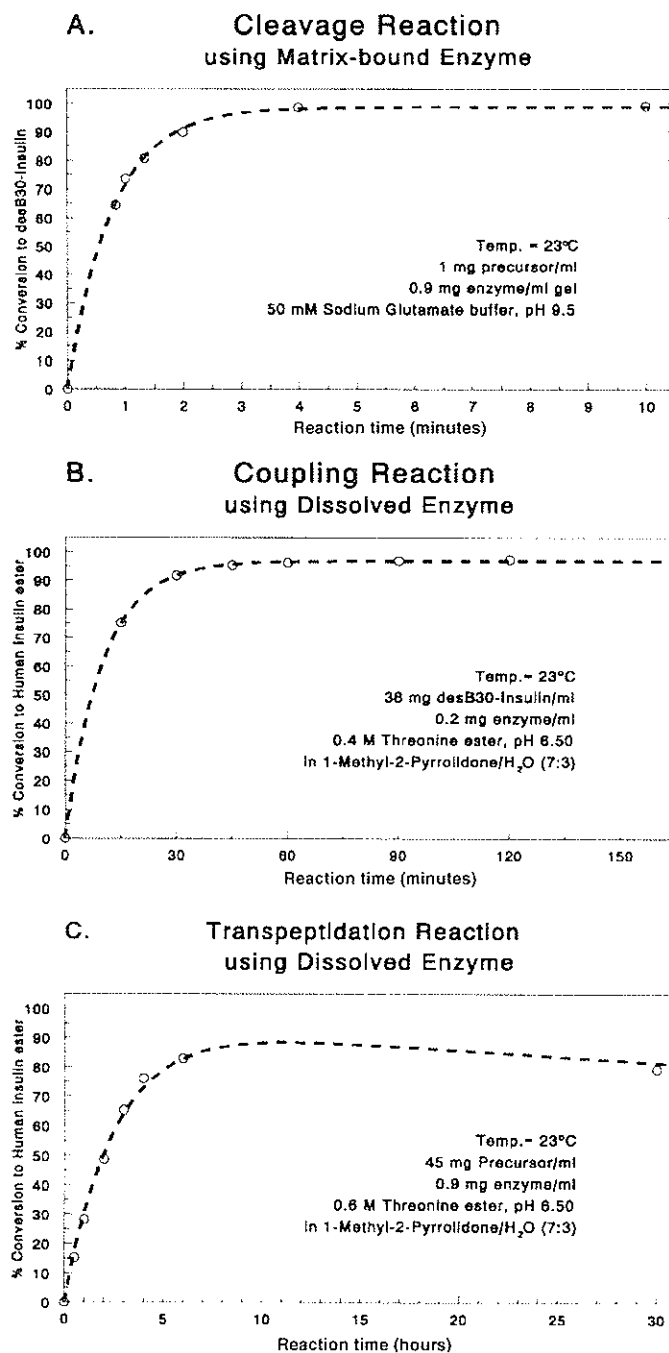 A. Cleavage Reaction
using Matrix-bound Enzyme
% Conversion to desB30-Insulin
100
90
80
70
60
50
40
30
20
10
0
Temp. = 23°C
1 mg precursor/ml
0.9 mg enzyme/ml gel
50 mM Sodium Glutamate buffer, pH 9.5
0 1 2 3 4 5 6 7 8 9 10
Reaction time (minutes)
B. Coupling Reaction
using Dissolved Enzyme
% Conversion to Human Insulin ester
100
90
80
70
60
50
40
30
20
10
0
Temp.= 23°C
38 mg desB30-Insulin/ml
0.2 mg enzyme/ml
0.4 M Threonine ester, pH 6.50
in 1-Methyl-2-Pyrrolidone/H₂O (7:3)
0 30 60 90 120 150
Reaction time (minutes)
C. Transpeptidation Reaction
using Dissolved Enzyme
% Conversion to Human Insulin ester
100
90
80
70
60
50
40
30
20
10
0
Temp.= 23°C
45 mg Precursor/ml
0.9 mg enzyme/ml
0.6 M Threonine ester, pH 6.50
in 1-Methyl-2-Pyrrolidone/H₂O (7:3)
0 5 10 15 20 25 30
Reaction time (hours)